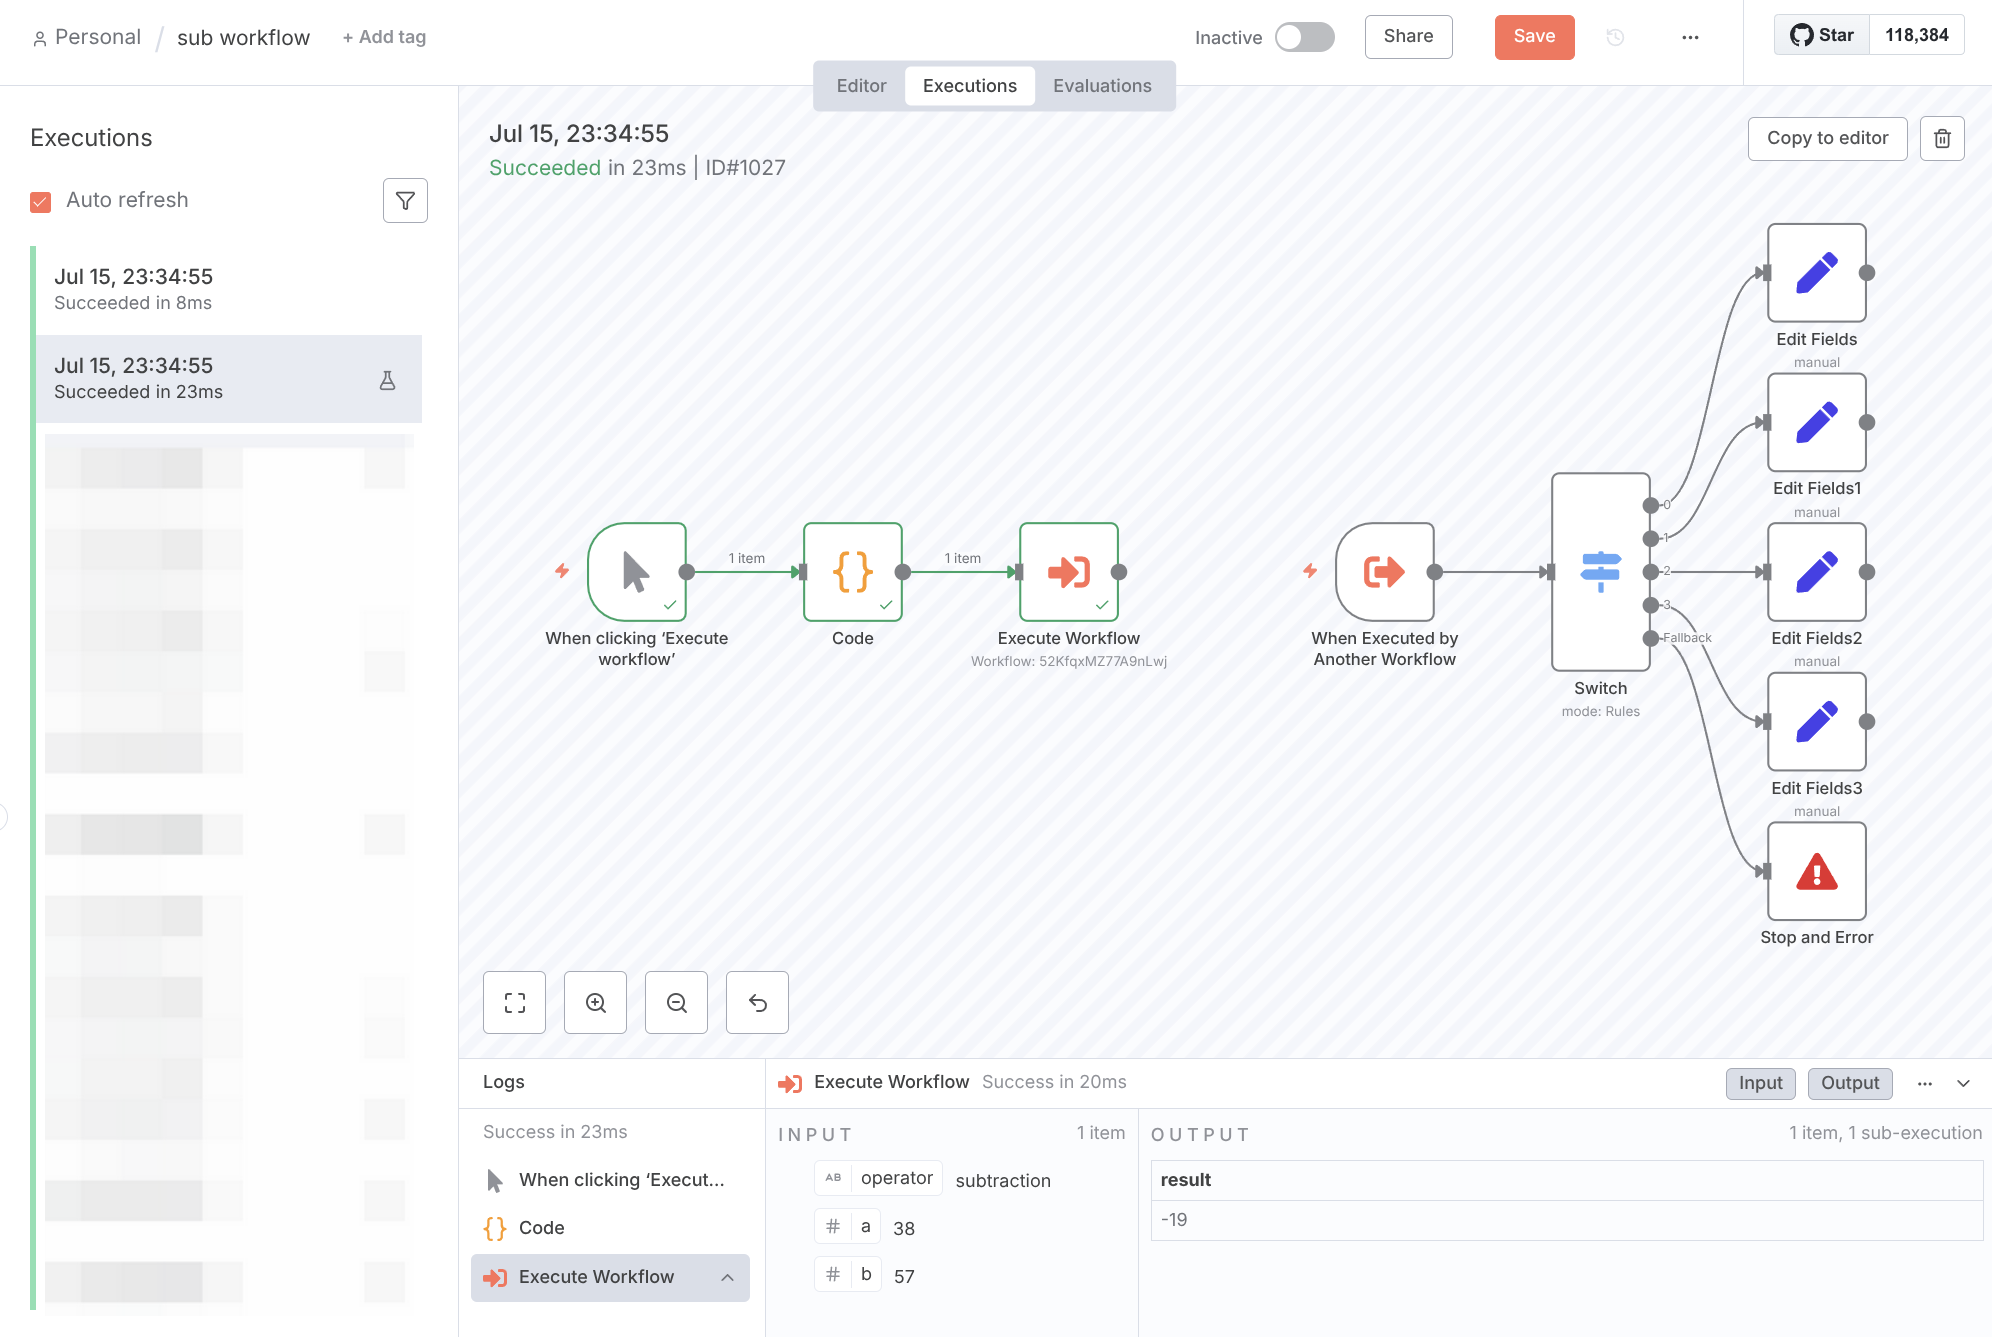 Personal / sub workflow + Add tag
Inactive
Share
Save
...
Star 118,384
Editor Executions Evaluations
Executions
Auto refresh
Jul 15, 23:34:55
Succeeded in 8ms
Jul 15, 23:34:55
Succeeded in 23ms
Jul 15, 23:34:55
Succeeded in 23ms | ID#1027
Copy to editor
When clicking ‘Execute
workflow’
1 item
{}
Code
1 item
Execute Workflow
Workflow: 52KfqxMZ77A9nLwj
When Executed by
Another Workflow
Switch
mode: Rules
0
1
2
3
Fallback
Edit Fields
manual
Edit Fields1
manual
Edit Fields2
manual
Edit Fields3
manual
Stop and Error
Logs
Success in 23ms
When clicking ‘Execut...
{} Code
Execute Workflow
Execute Workflow Success in 20ms
Input Output ...
INPUT 1 item
AB operator subtraction
# a 38
# b 57
OUTPUT 1 item, 1 sub-execution
result
-19